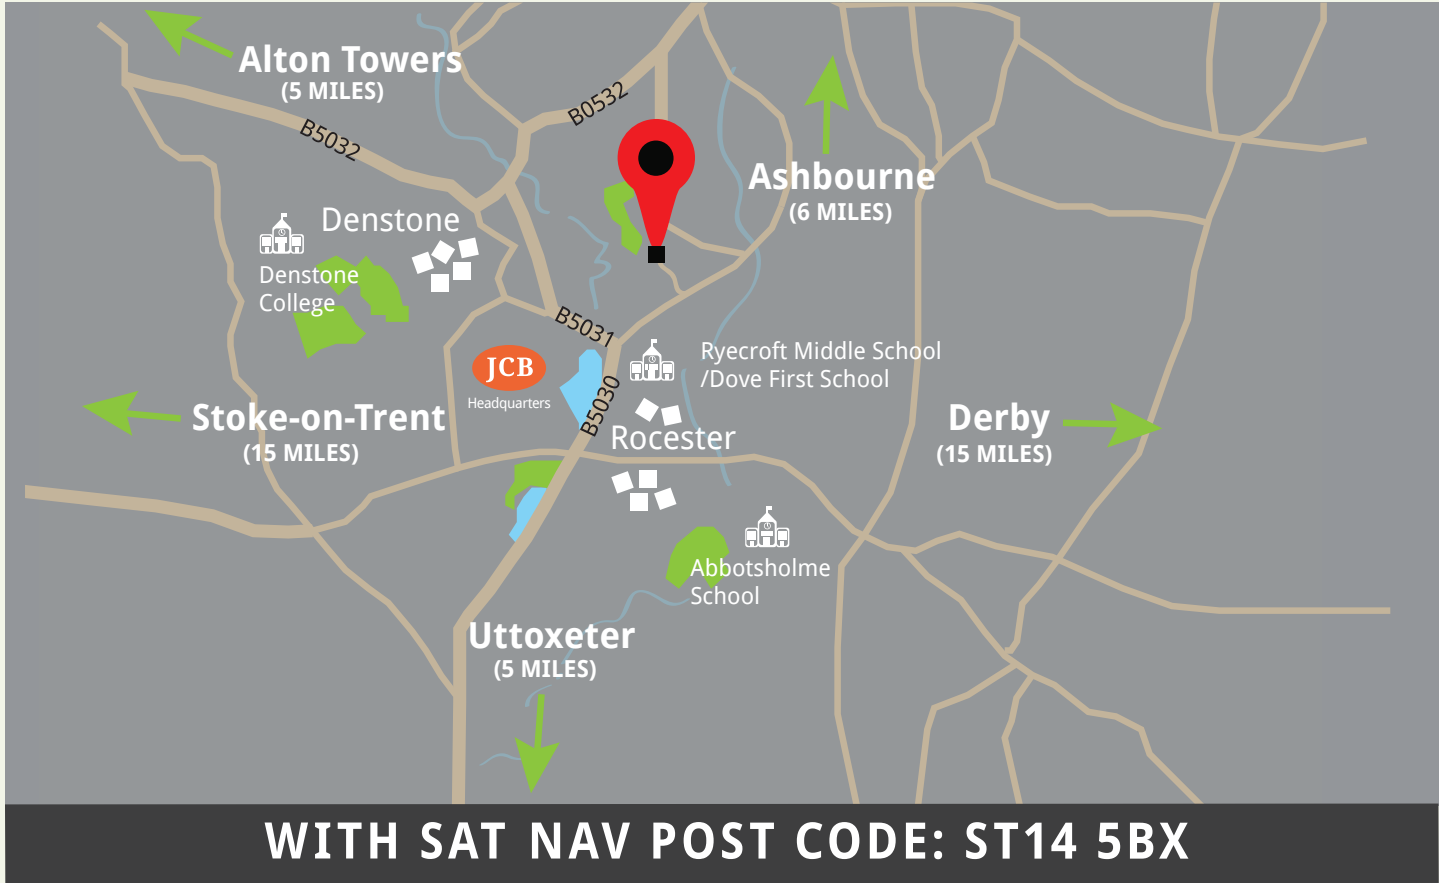 Alton Towers
(5 MILES)
B5032
B0532
Ashbourne
(6 MILES)
Denstone
Denstone
College
B5031
JCB
Headquarters
B5030
Ryecroft Middle School
/Dove First School
Stoke-on-Trent
(15 MILES)
Rocester
Derby
(15 MILES)
Abbotsholme
School
Uttoxeter
(5 MILES)
WITH SAT NAV POST CODE: ST14 5BX